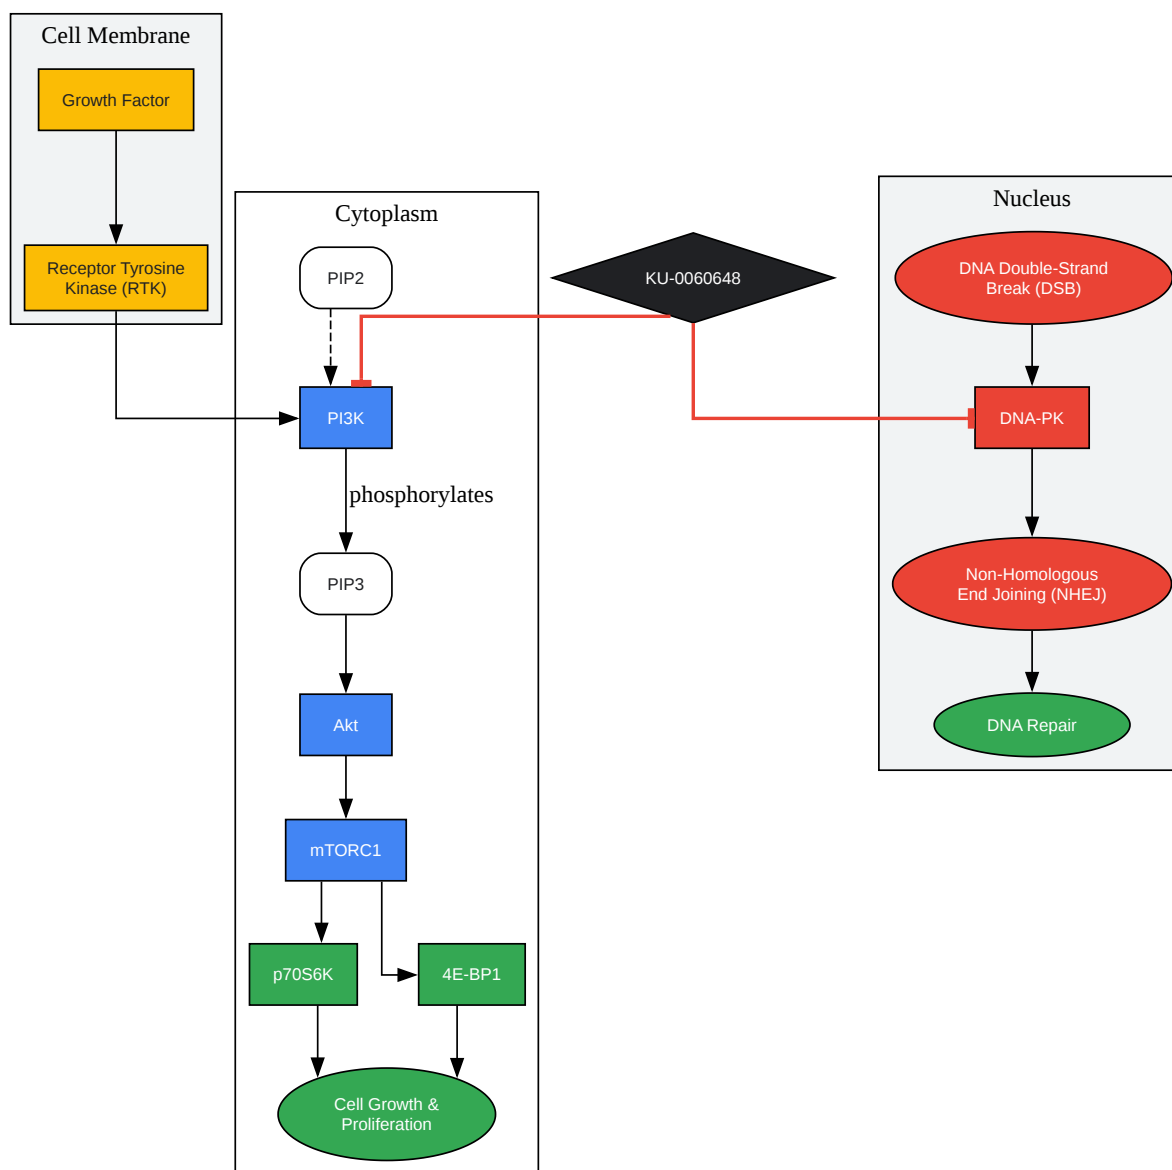 Cell Membrane
Growth Factor
Receptor Tyrosine
Kinase (RTK)
Cytoplasm
PIP2
PI3K
phosphorylates
PIP3
Akt
mTORC1
p70S6K
4E-BP1
Cell Growth &
Proliferation
KU-0060648
Nucleus
DNA Double-Strand
Break (DSB)
DNA-PK
Non-Homologous
End Joining (NHEJ)
DNA Repair